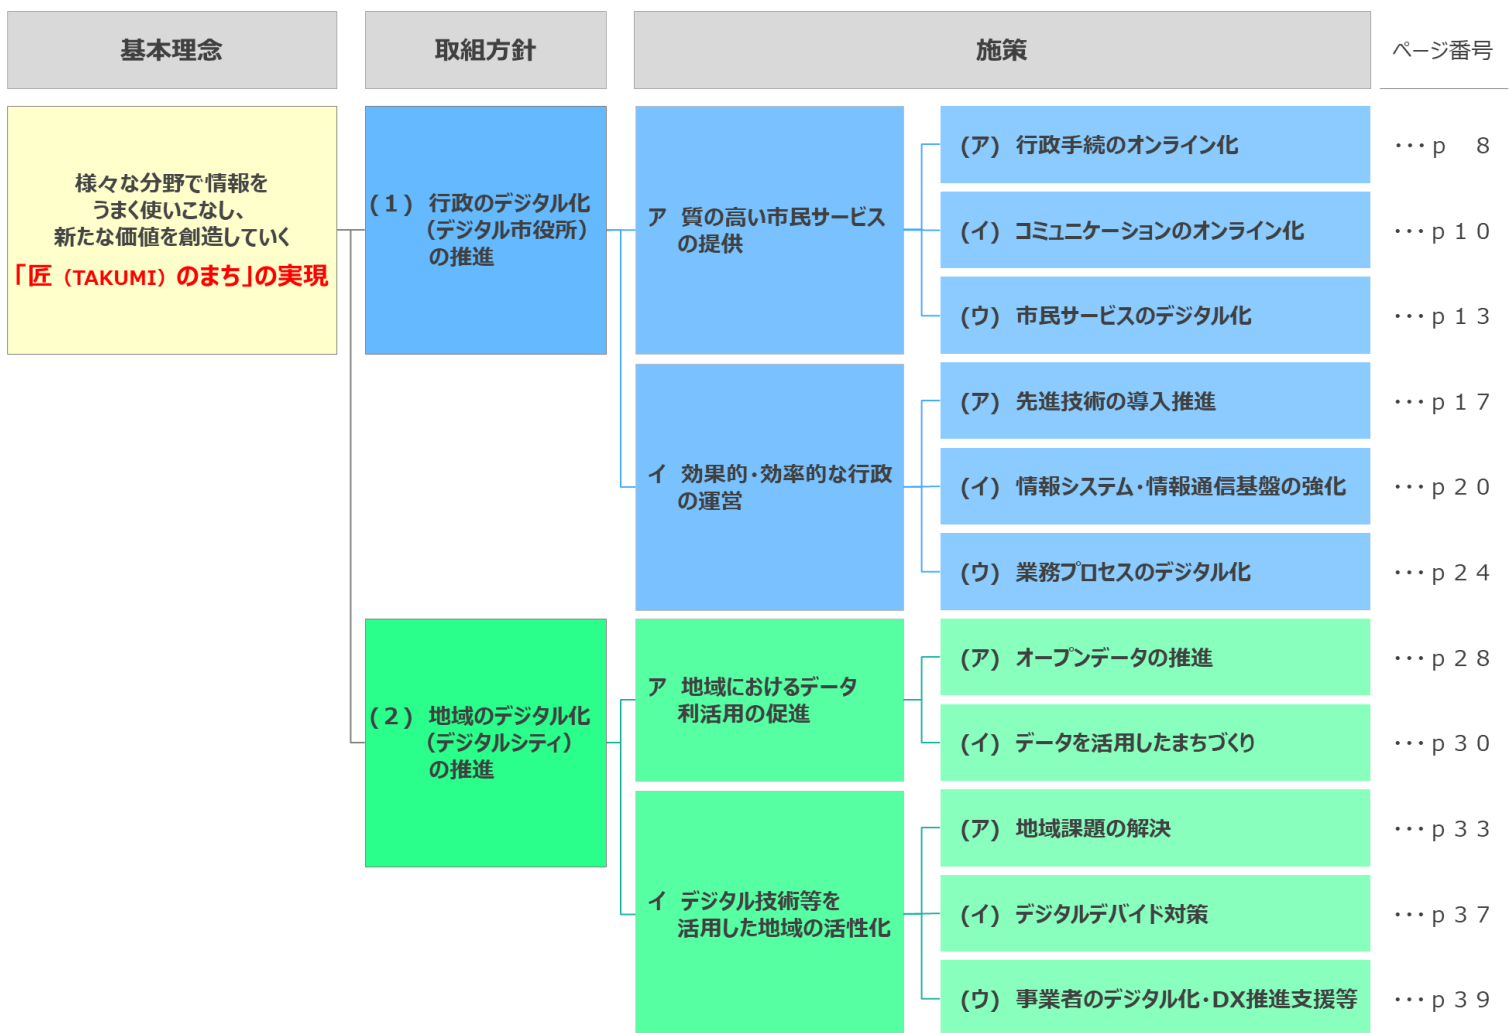 基本理念
取組方針
施策
ページ番号
様々な分野で情報を
うまく使いこなし、
新たな価値を創造していく
「匠（TAKUMI）のまち」の実現
(１) 行政のデジタル化
（デジタル市役所）
の推進
ア 質の高い市民サービス
の提供
(ア) 行政手続のオンライン化
・・・p　8
(イ) コミュニケーションのオンライン化
・・・p１０
(ウ) 市民サービスのデジタル化
・・・p１３
イ 効果的・効率的な行政
の運営
(ア) 先進技術の導入推進
・・・p１７
(イ) 情報システム・情報通信基盤の強化
・・・p２０
(ウ) 業務プロセスのデジタル化
・・・p２４
(２) 地域のデジタル化
（デジタルシティ）
の推進
ア 地域におけるデータ
利活用の促進
(ア) オープンデータの推進
・・・p２８
(イ) データを活用したまちづくり
・・・p３０
イ デジタル技術等を
活用した地域の活性化
(ア) 地域課題の解決
・・・p３３
(イ) デジタルデバイド対策
・・・p３７
(ウ) 事業者のデジタル化・DX推進支援等
・・・p３９